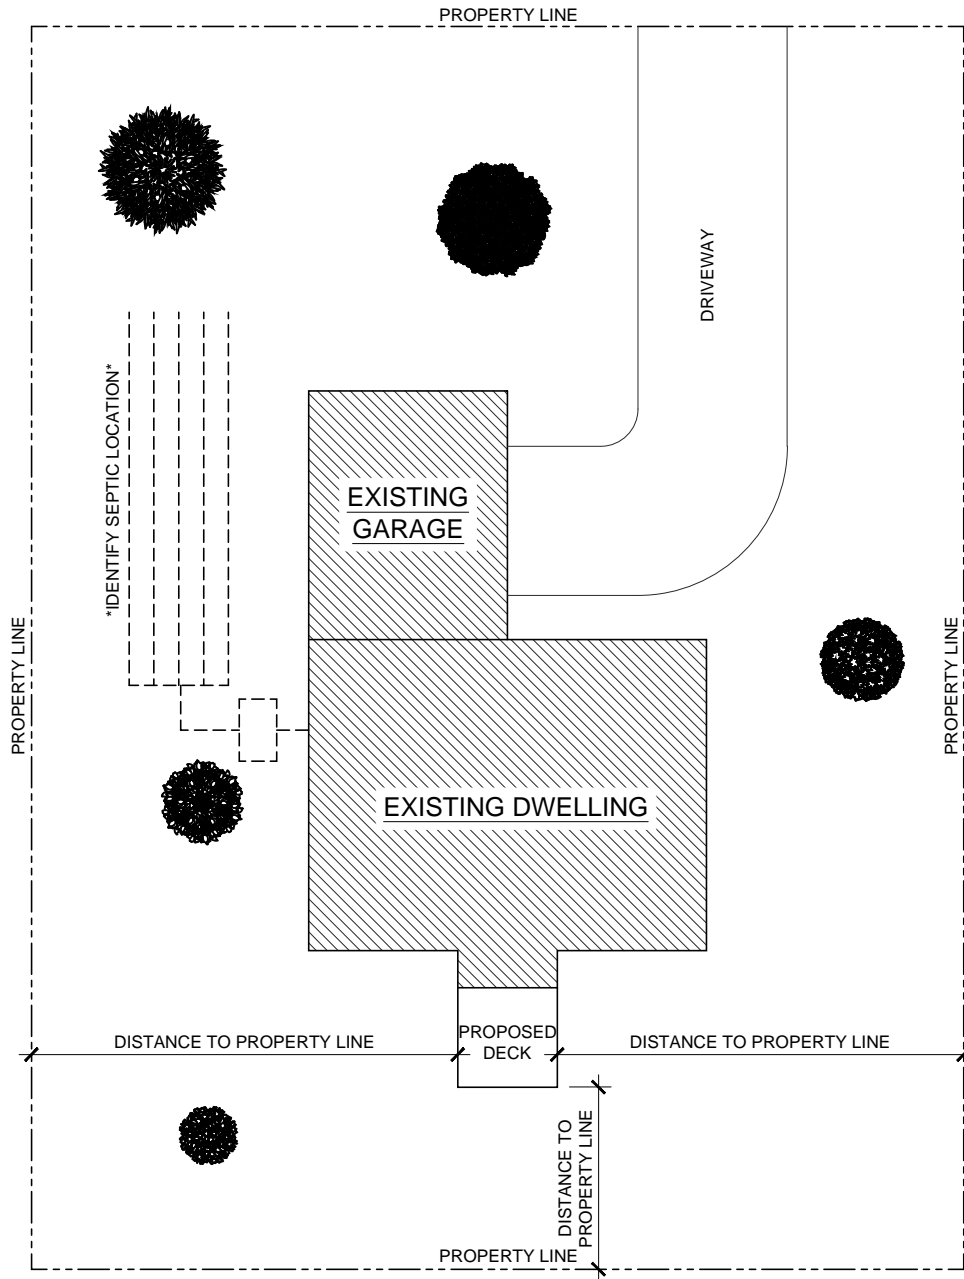 PROPERTY LINE
DRIVEWAY
*IDENTIFY SEPTIC LOCATION*
EXISTING
GARAGE
PROPERTY LINE
PROPERTY LINE
EXISTING DWELLING
DISTANCE TO PROPERTY LINE
PROPOSED
DECK
DISTANCE TO PROPERTY LINE
DISTANCE TO
PROPERTY LINE
PROPERTY LINE